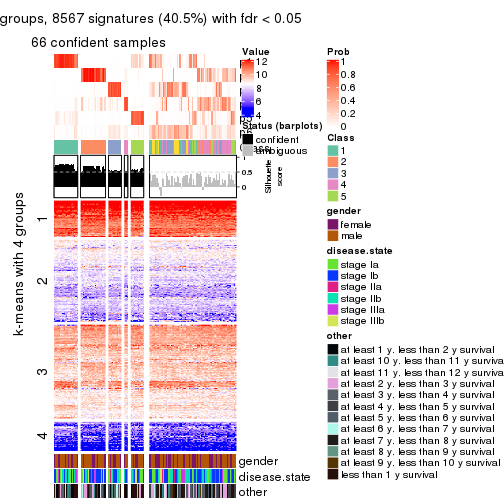 groups, 8567 signatures (40.5%) with fdr < 0.05
66 confident samples
Value
12
10
8
6
4
Status (barplots)
confident
ambiguous
1
0.5
0
Silhouette
score
Prob
1
0.8
0.6
0.4
0.2
0
Class
1
2
3
4
5
gender
female
male
disease.state
stage Ia
stage Ib
stage IIa
stage IIb
stage IIIa
stage IIIb
other
at least 1 y. less than 2 y survival
at least 10 y. less than 11 y surviva
at least 11 y. less than 12 y surviva
at least 2 y. less than 3 y survival
at least 3 y. less than 4 y survival
at least 4 y. less than 5 y survival
at least 5 y. less than 6 y survival
at least 6 y. less than 7 y survival
at least 7 y. less than 8 y survival
at least 8 y. less than 9 y survival
at least 9 y. less than 10 y survival
less than 1 y survival
k-means with 4 groups
1
2
3
4
gender
disease.state
other